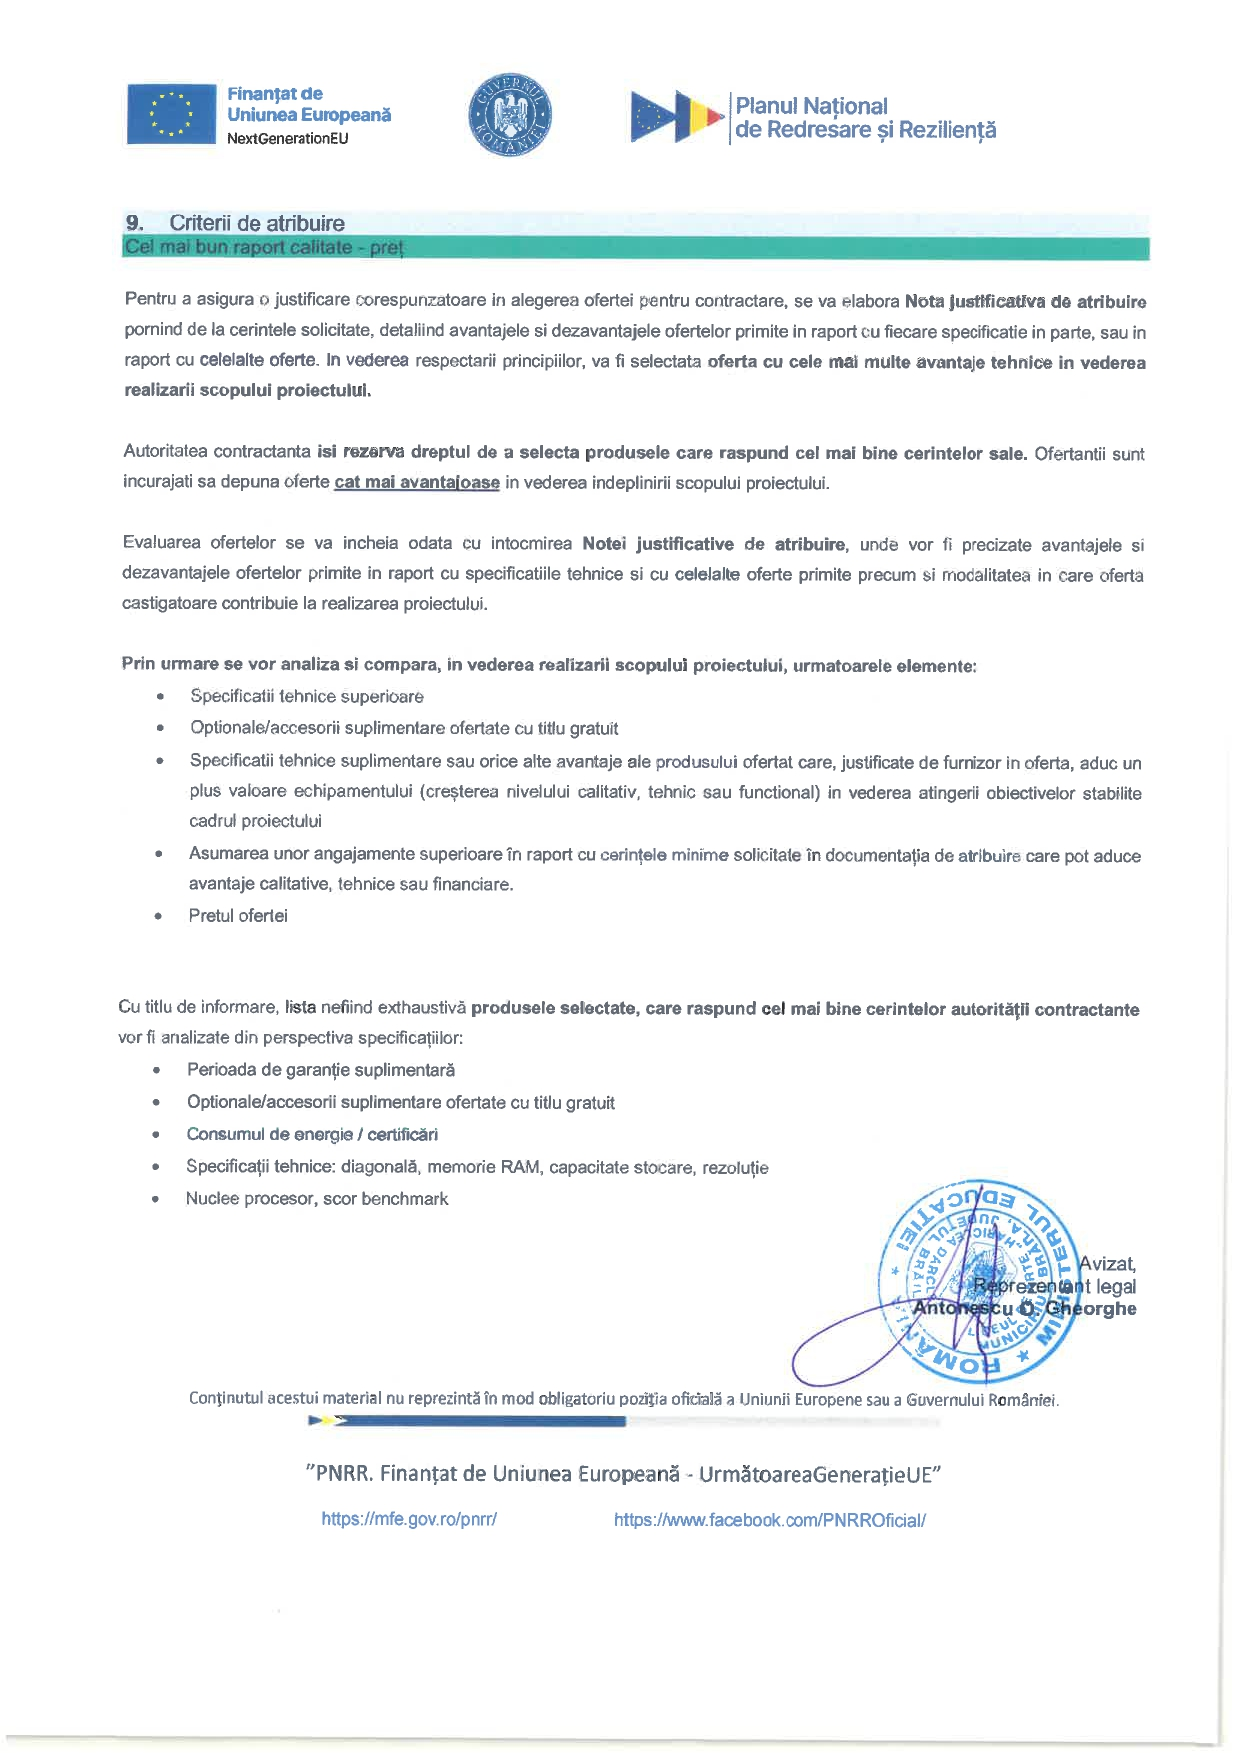 Finanțat de
Uniunea Europeană
NextGenerationEU
GUVERNUL ROMÂNIEI
Planul Național
de Redresare și Reziliență
9. Criterii de atribuire
Cel mai bun raport calitate - preț
Pentru a asigura o justificare corespunzatoare in alegerea ofertei pentru contractare, se va elabora Nota justificativa de atribuire
pornind de la cerintele solicitate, detaliind avantajele si dezavantajele ofertelor primite in raport cu fiecare specificatie in parte, sau in
raport cu celelalte oferte. In vederea respectarii principiilor, va fi selectata oferta cu cele mai multe avantaje tehnice in vederea
realizarii scopului proiectului.
Autoritatea contractanta isi rezerva dreptul de a selecta produsele care raspund cel mai bine cerintelor sale. Ofertantii sunt
incurajati sa depuna oferte cat mai avantajoase in vederea indeplinirii scopului proiectului.
Evaluarea ofertelor se va incheia odata cu intocmirea Notei justificative de atribuire, unde vor fi precizate avantajele si
dezavantajele ofertelor primite in raport cu specificatiile tehnice si cu celelalte oferte primite precum si modalitatea in care oferta
castigatoare contribuie la realizarea proiectului.
Prin urmare se vor analiza si compara, in vederea realizarii scopului proiectului, urmatoarele elemente:
• Specificatii tehnice superioare
• Optionale/accesorii suplimentare ofertate cu titlu gratuit
• Specificatii tehnice suplimentare sau orice alte avantaje ale produsului ofertat care, justificate de furnizor in oferta, aduc un
plus valoare echipamentului (creșterea nivelului calitativ, tehnic sau functional) in vederea atingerii obiectivelor stabilite
cadrul proiectului
• Asumarea unor angajamente superioare în raport cu cerințele minime solicitate în documentația de atribuire care pot aduce
avantaje calitative, tehnice sau financiare.
• Pretul ofertei
Cu titlu de informare, lista nefiind exthaustivă produsele selectate, care raspund cel mai bine cerintelor autorității contractante
vor fi analizate din perspectiva specificațiilor:
• Perioada de garanție suplimentară
• Optionale/accesorii suplimentare ofertate cu titlu gratuit
• Consumul de energie / certificări
• Specificații tehnice: diagonală, memorie RAM, capacitate stocare, rezoluție
• Nuclee procesor, scor benchmark
Avizat,
Reprezentant legal
Antonescu O. Gheorghe
ROMÂNIA * MINISTERUL EDUCAȚIEI *
Conținutul acestui material nu reprezintă în mod obligatoriu poziția oficială a Uniunii Europene sau a Guvernului României.
"PNRR. Finanțat de Uniunea Europeană - UrmătoareaGenerațieUE"
https://mfe.gov.ro/pnrr/ https://www.facebook.com/PNRROficial/